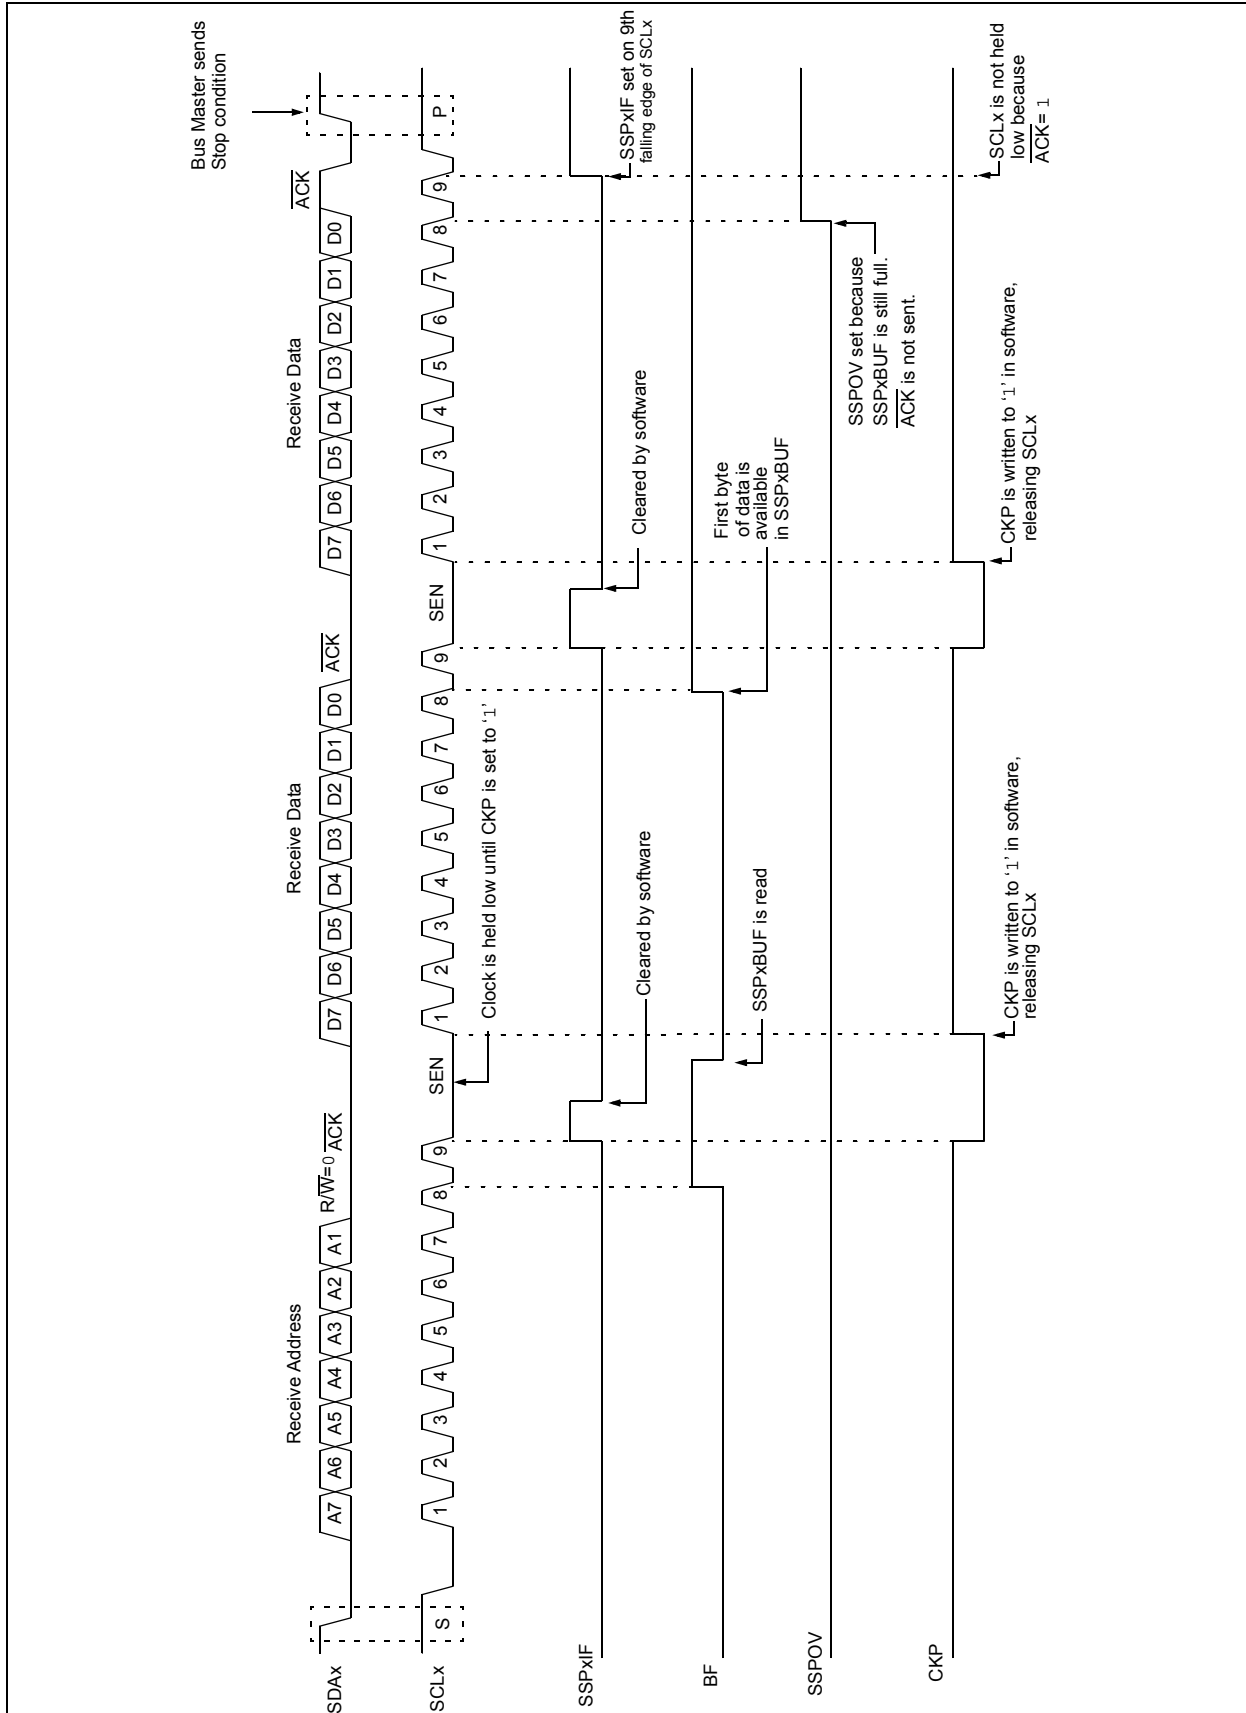 Bus Master sends
Stop condition
Receive Address
Receive Data
Receive Data
SDAx
A7 A6 A5 A4 A3 A2 A1 R/W=0 ACK D7 D6 D5 D4 D3 D2 D1 D0 ACK D7 D6 D5 D4 D3 D2 D1 D0 ACK
SCLx
S 1 2 3 4 5 6 7 8 9 SEN 1 2 3 4 5 6 7 8 9 SEN 1 2 3 4 5 6 7 8 9 P
Clock is held low until CKP is set to ‘1’
SSPxIF
Cleared by software
Cleared by software
SSPxIF set on 9th
falling edge of SCLx
BF
SSPxBUF is read
First byte
of data is
available
in SSPxBUF
SSPOV
SSPOV set because
SSPxBUF is still full.
ACK is not sent.
CKP
CKP is written to ‘1’ in software,
releasing SCLx
CKP is written to ‘1’ in software,
releasing SCLx
SCLx is not held
low because
ACK= 1